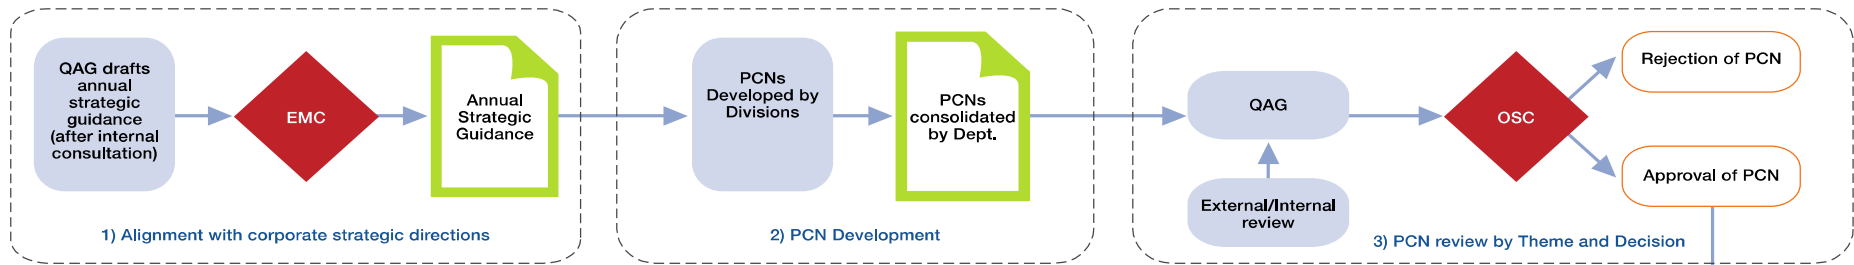 QAG drafts
annual
strategic
guidance
(after internal
consultation)
EMC
Annual
Strategic
Guidance
1) Alignment with corporate strategic directions
PCNs
Developed by
Divisions
PCNs
consolidated
by Dept.
2) PCN Development
QAG
External/Internal
review
OSC
Rejection of PCN
Approval of PCN
3) PCN review by Theme and Decision